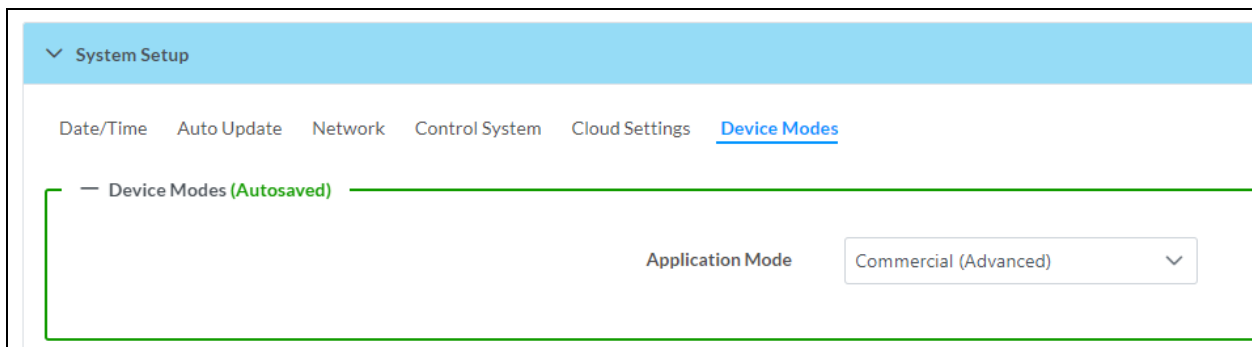 System Setup
Date/Time Auto Update Network Control System Cloud Settings Device Modes
Device Modes (Autosaved)
Application Mode Commercial (Advanced)